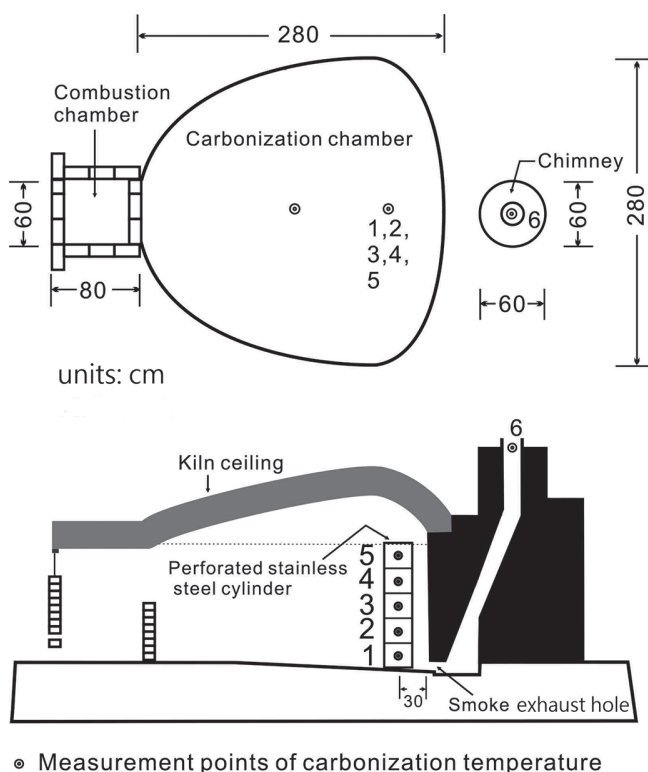 280
Combustion
chamber
Carbonization chamber
Chimney
60
6
60
280
1,2,
3,4,
5
80
60
units: cm
6
Kiln ceiling
Perforated stainless
steel cylinder
5
4
3
2
1
30
Smoke exhaust hole
Measurement points of carbonization temperature